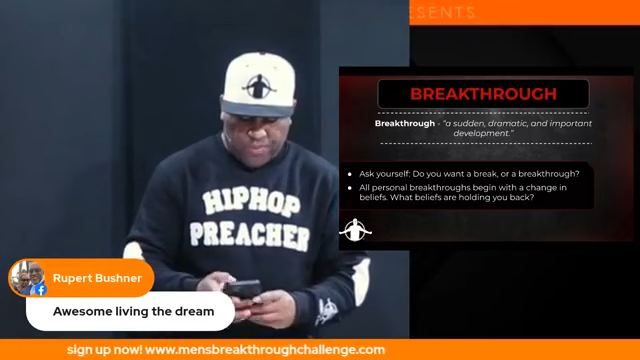 ESENTS
BREAKTHROUGH
Breakthrough - “a sudden, dramatic, and important
development.”
● Ask yourself: Do you want a break, or a breakthrough?
● All personal breakthroughs begin with a change in
beliefs. What beliefs are holding you back?
HIPHOP
PREACHER
Rupert Bushner
Awesome living the dream
sign up now! www.mensbreakthroughchallenge.com